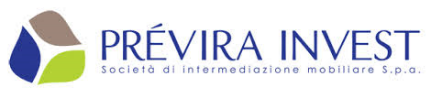 PRÉVIRA INVEST
Società di intermediazione mobiliare S.p.a.